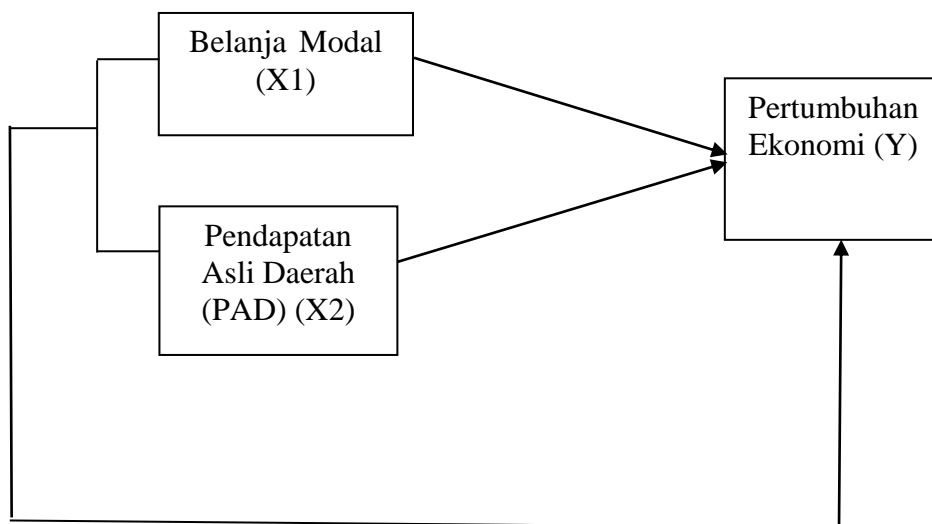 Belanja Modal
(X1)
Pertumbuhan
Ekonomi (Y)
Pendapatan
Asli Daerah
(PAD) (X2)